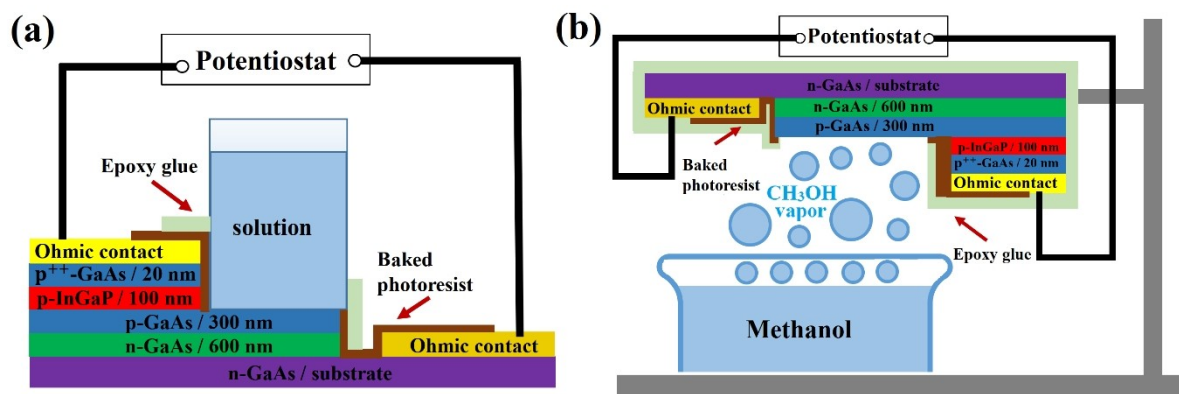 (a)
Potentiostat
Epoxy glue
solution
Baked
photoresist
Ohmic contact
p++-GaAs / 20 nm
p-InGaP / 100 nm
p-GaAs / 300 nm
n-GaAs / 600 nm
Ohmic contact
n-GaAs / substrate
(b)
Potentiostat
n-GaAs / substrate
Ohmic contact
n-GaAs / 600 nm
p-GaAs / 300 nm
Baked
photoresist
p-InGaP / 100 nm
p++-GaAs / 20 nm
Ohmic contact
CH3OH
vapor
Epoxy glue
Methanol